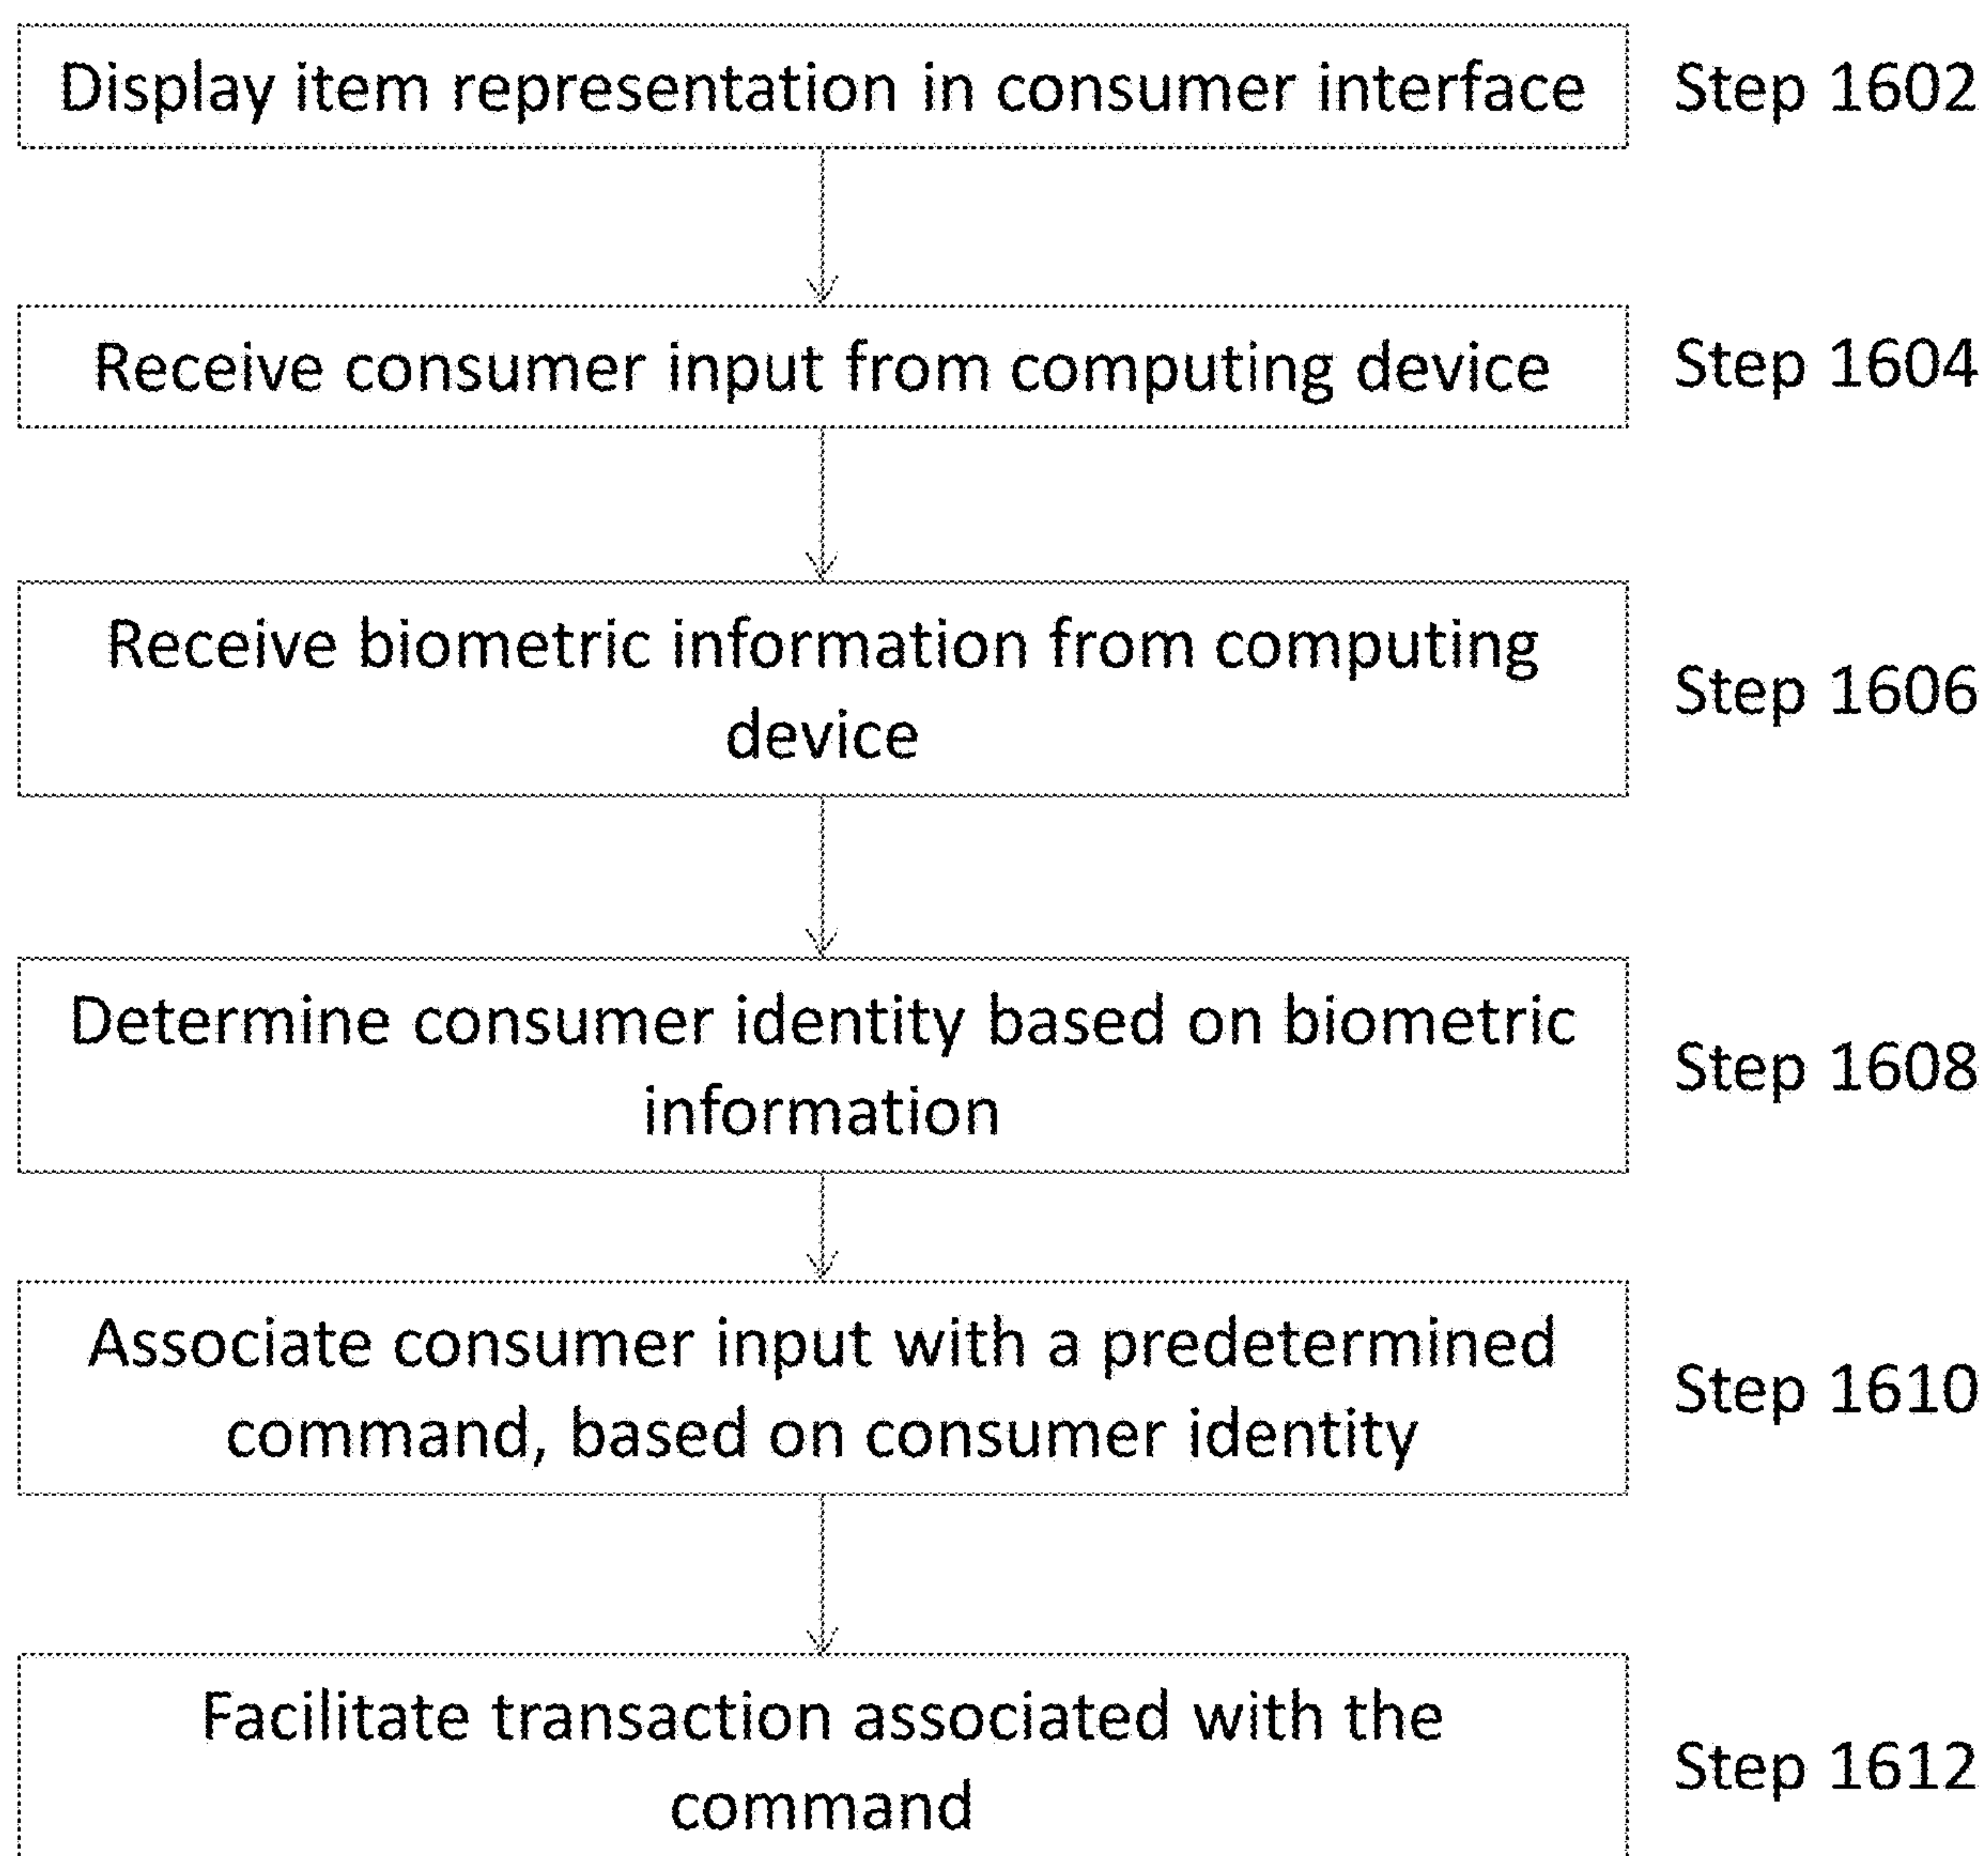 Display item representation in consumer interface
Step 1602
Receive consumer input from computing device
Step 1604
Receive biometric information from computing
device
Step 1606
Determine consumer identity based on biometric
information
Step 1608
Associate consumer input with a predetermined
command, based on consumer identity
Step 1610
Facilitate transaction associated with the
command
Step 1612